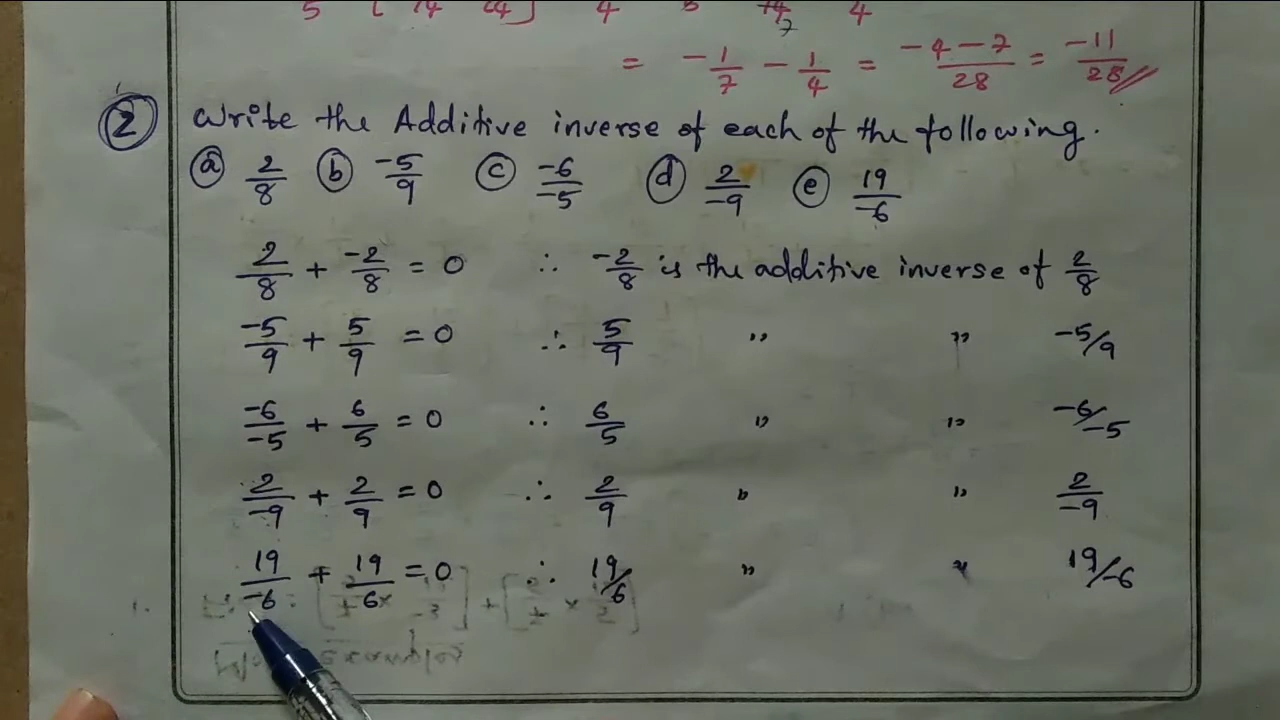 = -1/7 - 1/4 = -4-7/28 = -11/28
② Write the Additive inverse of each of the following.
ⓐ 2/8 ⓑ -5/9 ⓒ -6/-5 ⓓ 2/-9 ⓔ 19/-6
2/8 + -2/8 = 0 ∴ -2/8 is the additive inverse of 2/8
-5/9 + 5/9 = 0 ∴ 5/9 " " -5/9
-6/-5 + 6/5 = 0 ∴ 6/5 " " -6/-5
2/-9 + 2/9 = 0 ∴ 2/9 " " 2/-9
19/-6 + 19/6 = 0 ∴ 19/6 " " 19/-6